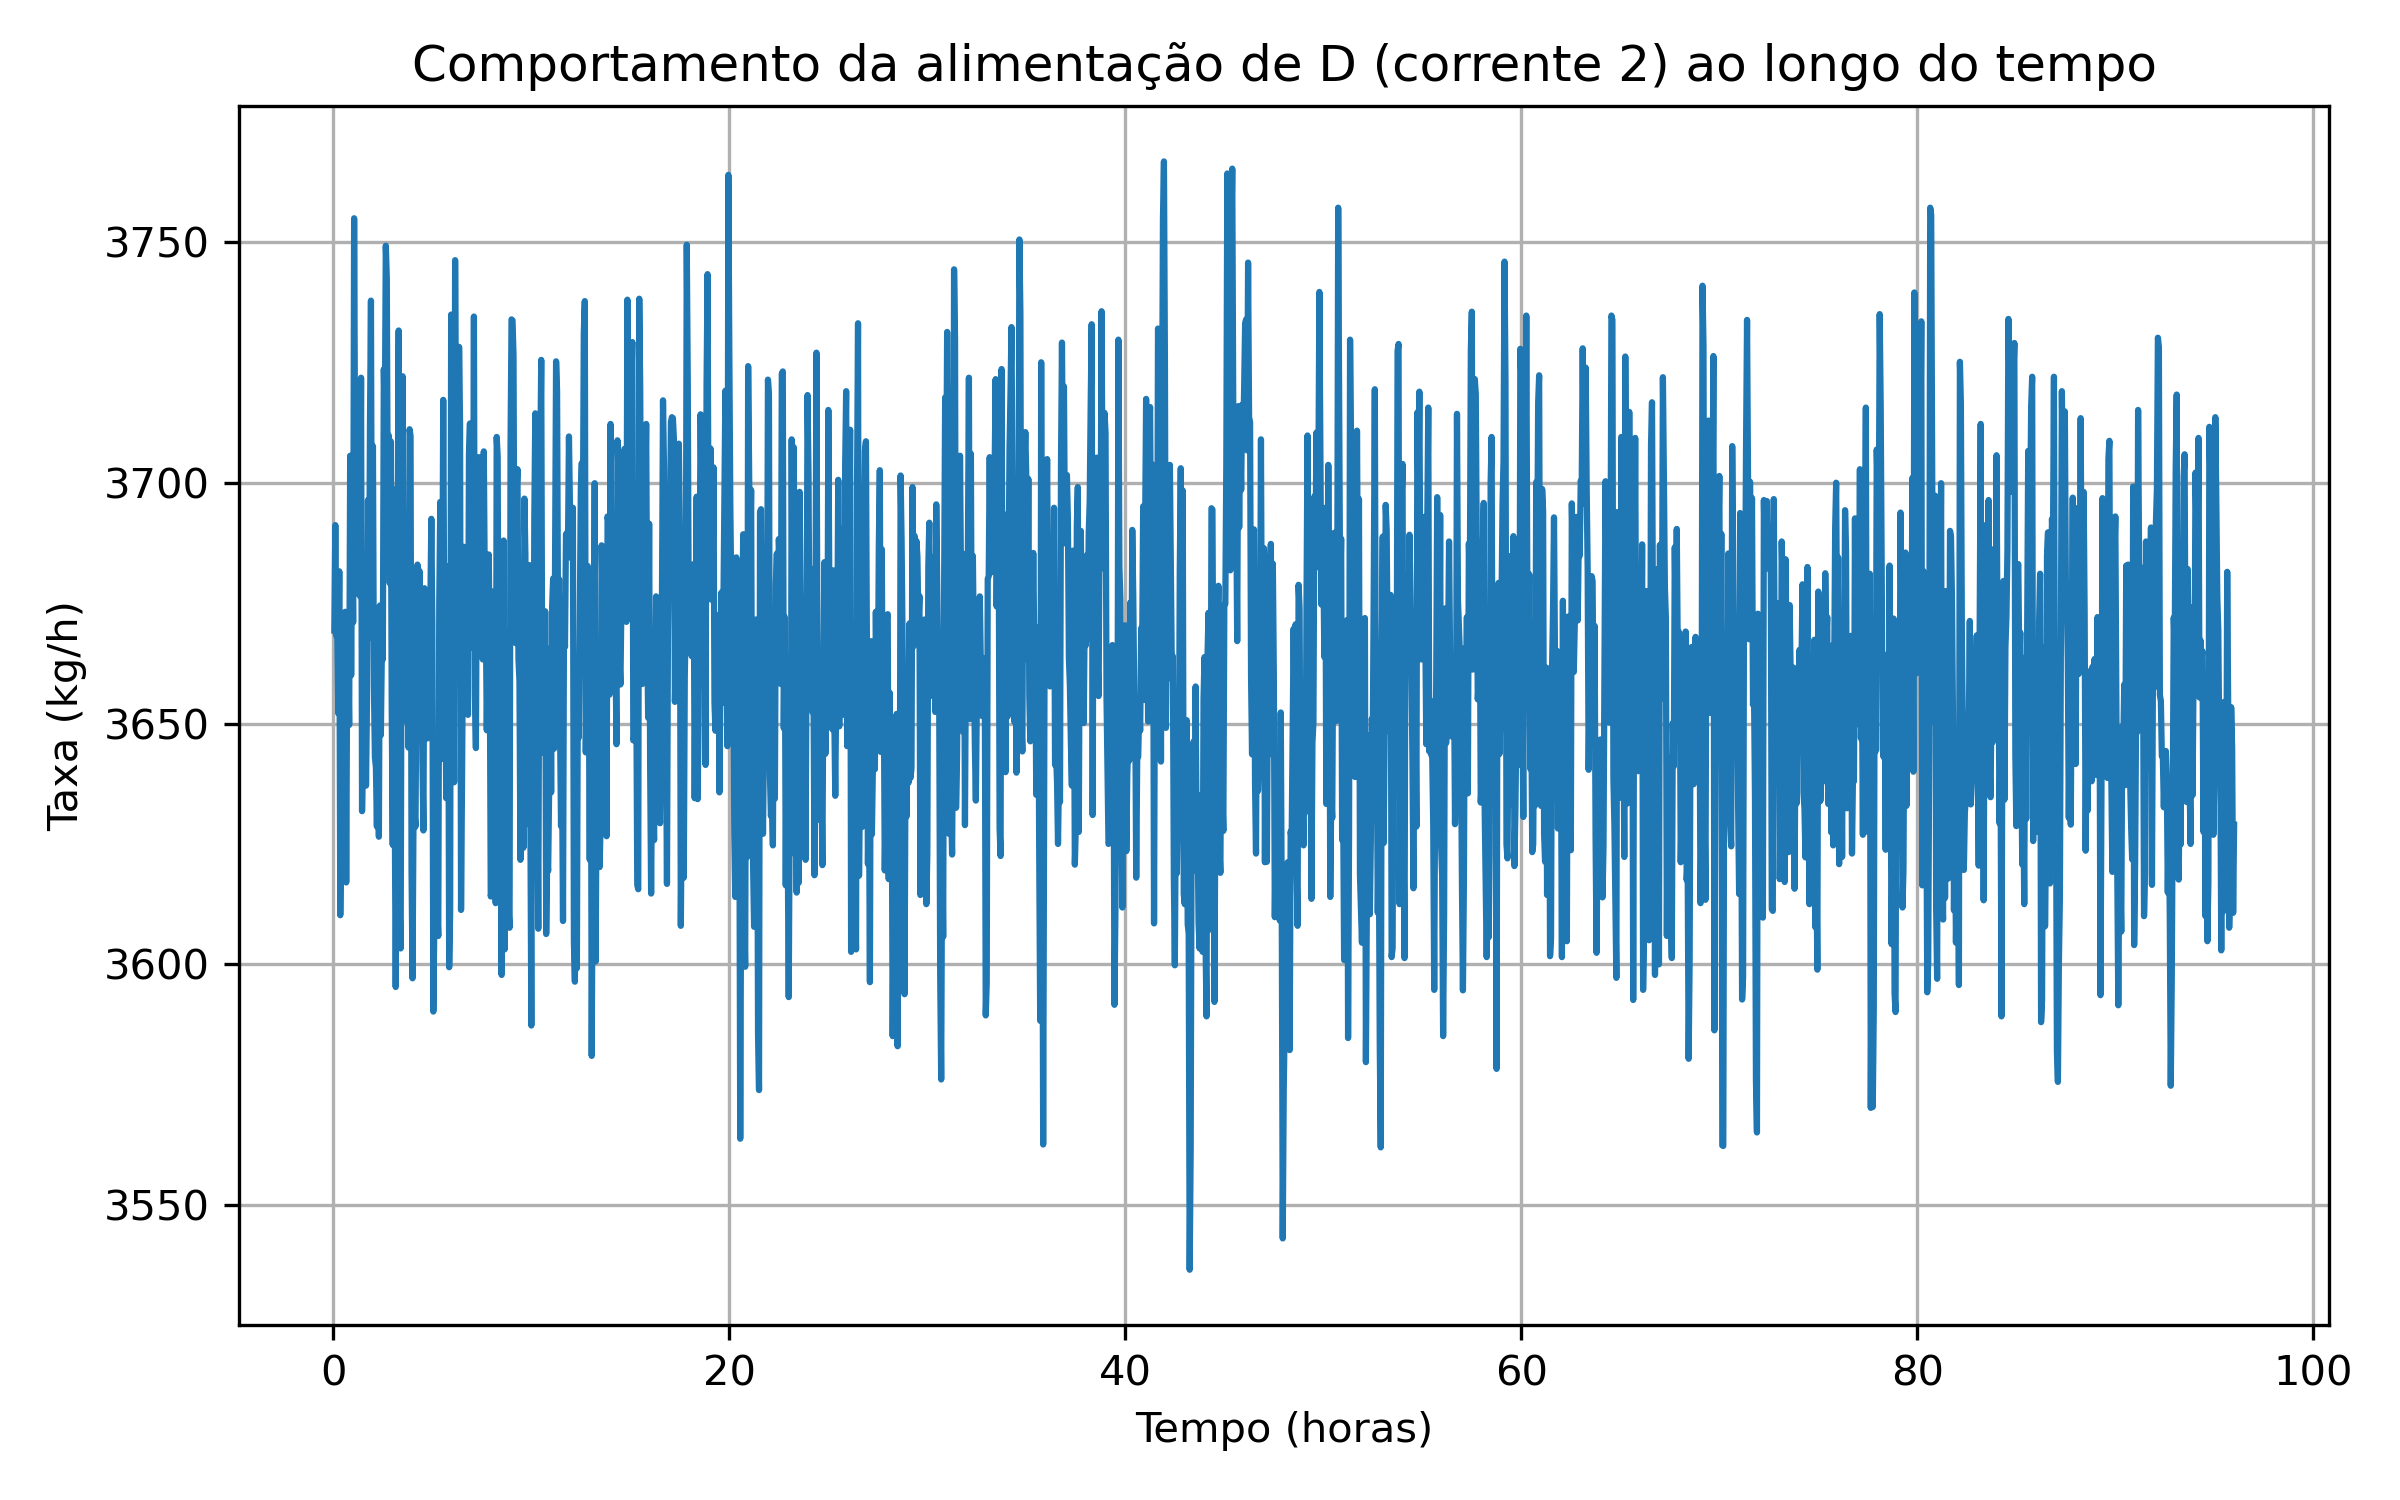 Comportamento da alimentação de D (corrente 2) ao longo do tempo
Taxa (kg/h)
3750
3700
3650
3600
3550
0 20 40 60 80 100
Tempo (horas)